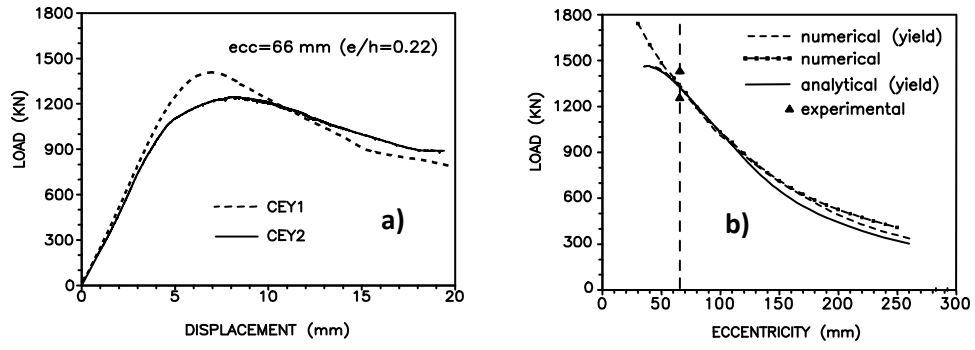 1800
1500
1200
900
600
300
0
LOAD (KN)
ecc=66 mm (e/h=0.22)
CEY1
CEY2
a)
0 5 10 15 20
DISPLACEMENT (mm)
1800
1500
1200
900
600
300
0
LOAD (KN)
numerical (yield)
numerical
analytical (yield)
experimental
b)
0 50 100 150 200 250 300
ECCENTRICITY (mm)